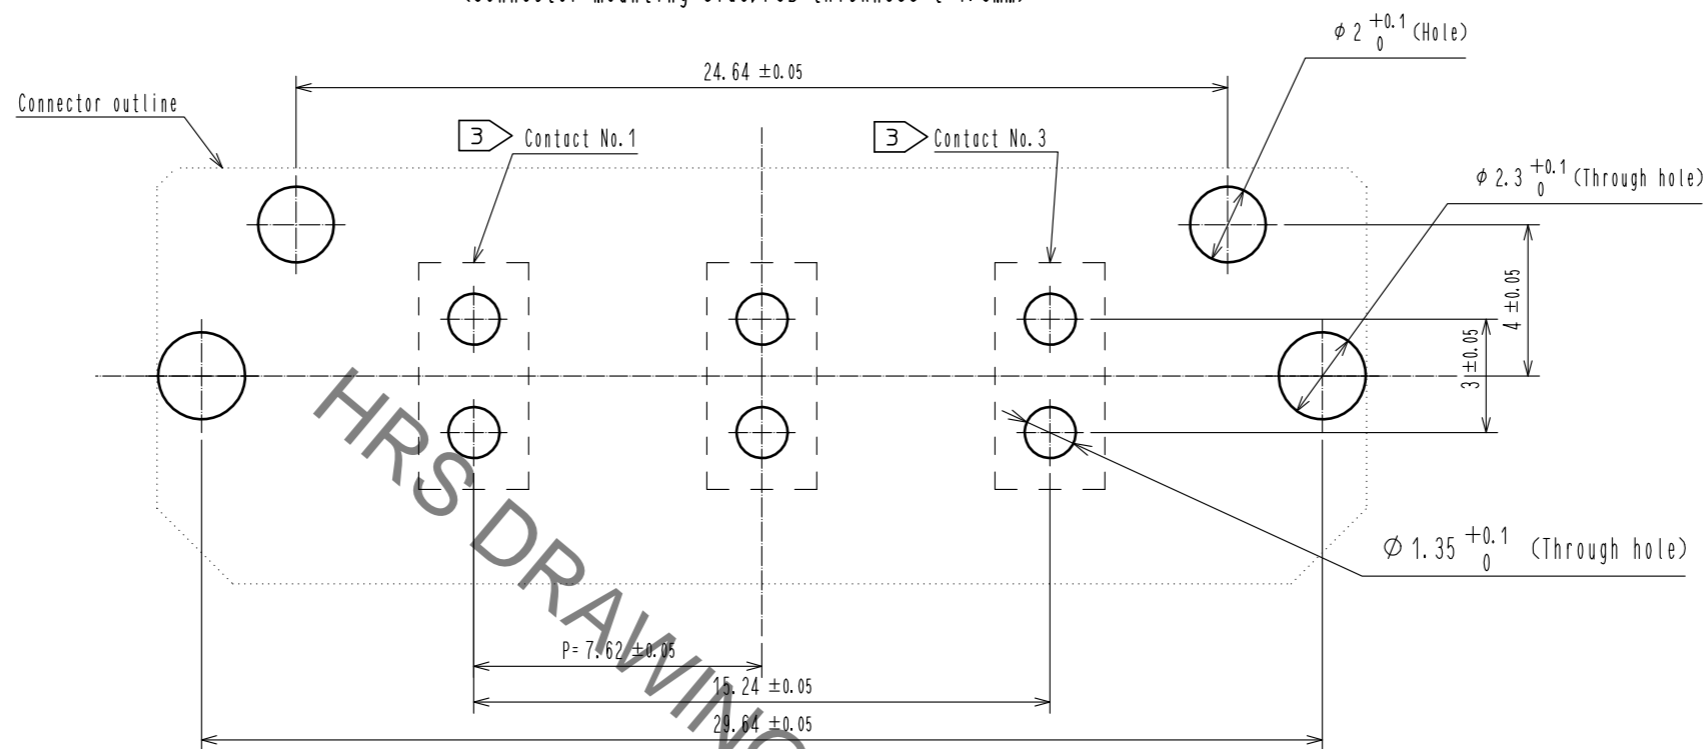 φ 2 +0.1 0 (Hole)
24.64 ±0.05
Connector outline
3 Contact No.1
3 Contact No.3
φ 2.3 +0.1 0 (Through hole)
4 ±0.05
3 ±0.05
φ 1.35 +0.1 0 (Through hole)
P= 7.62 ±0.05
15.24 ±0.05
29.64 ±0.05
HRS DRAWING